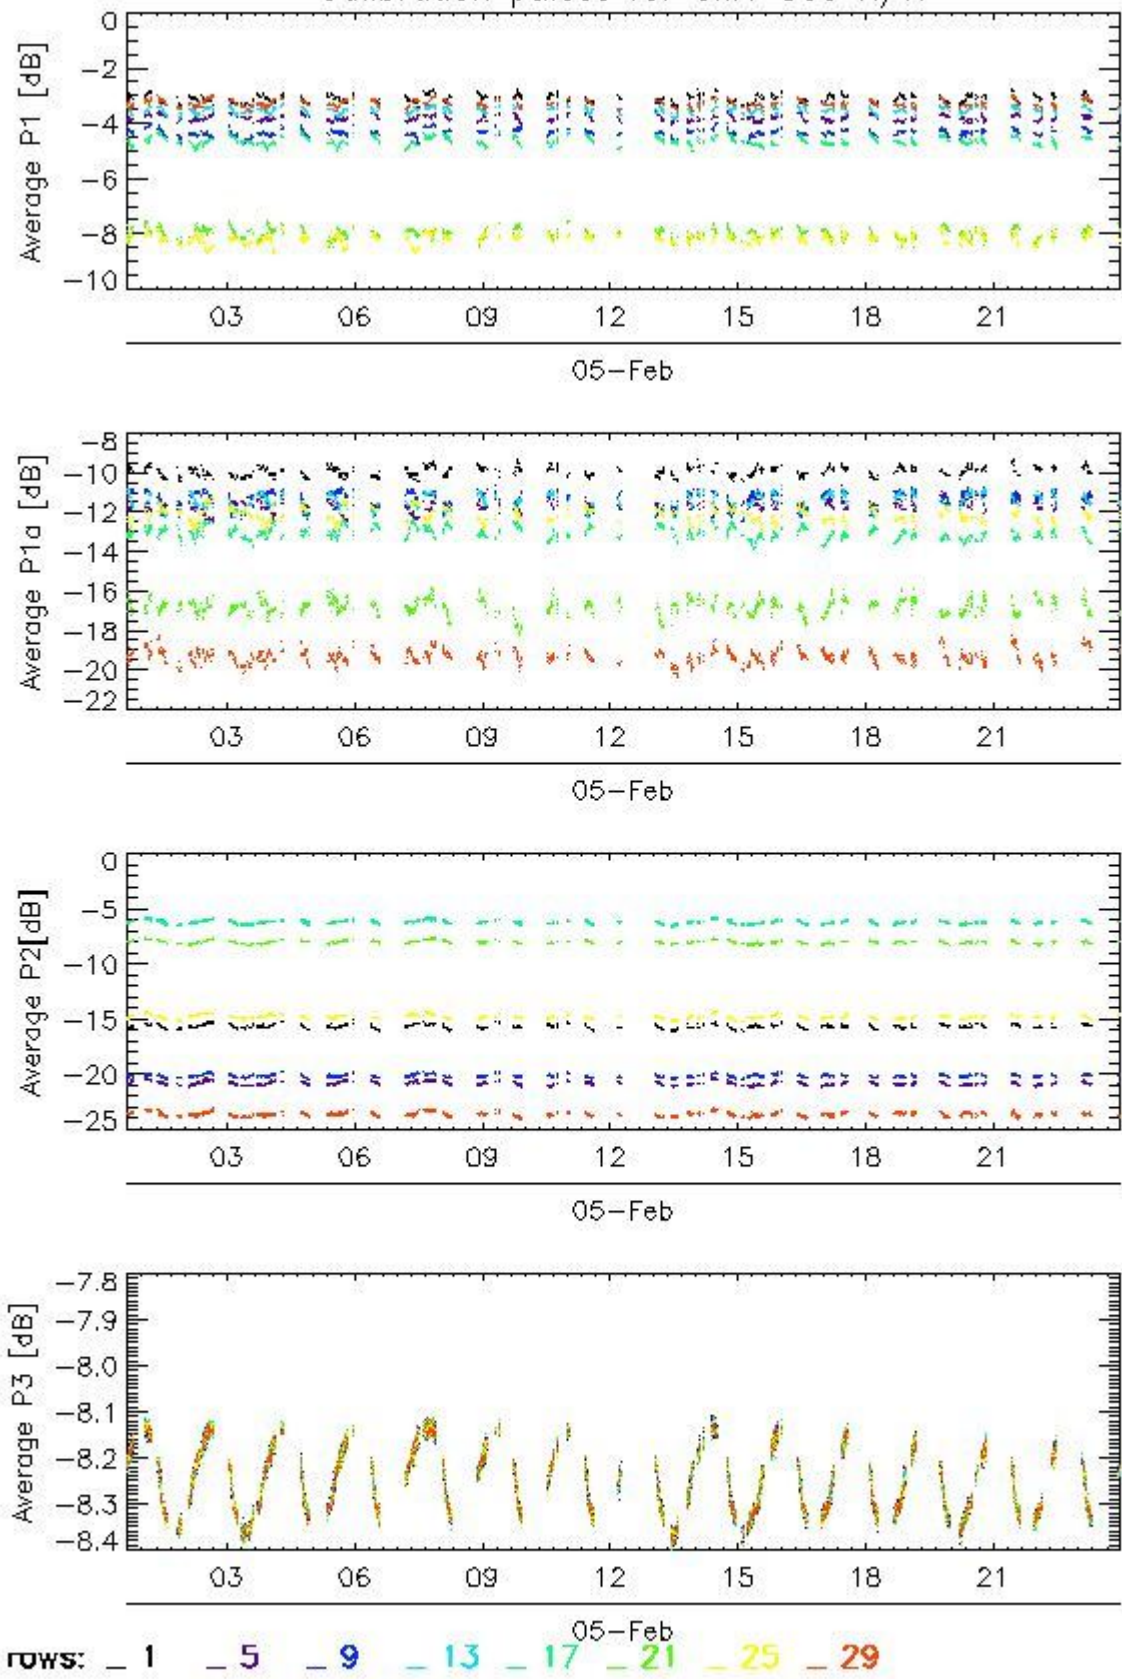 0
−2
−4
−6
−8
−10
Average P1 [dB]
03 06 09 12 15 18 21
05−Feb
−8
−10
−12
−14
−16
−18
−20
−22
Average P1a [dB]
03 06 09 12 15 18 21
05−Feb
0
−5
−10
−15
−20
−25
Average P2[dB]
03 06 09 12 15 18 21
05−Feb
−7.8
−7.9
−8.0
−8.1
−8.2
−8.3
−8.4
Average P3 [dB]
03 06 09 12 15 18 21
05−Feb
rows: _ 1 _ 5 _ 9 _ 13 _ 17 _ 21 _ 25 _ 29